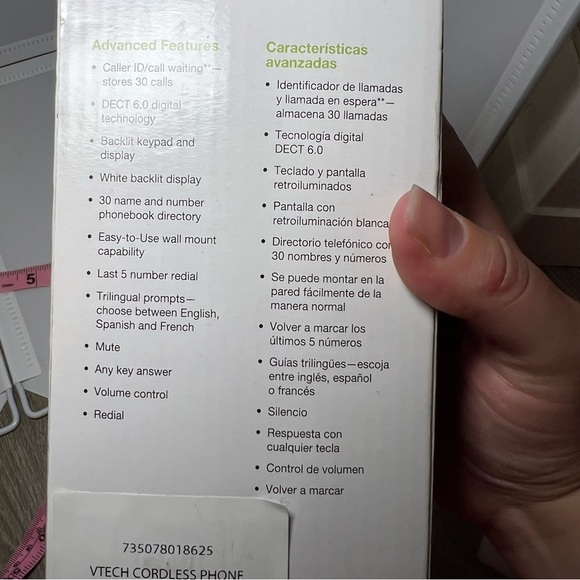 Advanced Features
• Caller ID/call waiting**—
stores 30 calls
• DECT 6.0 digital
technology
• Backlit keypad and
display
• White backlit display
• 30 name and number
phonebook directory
• Easy-to-Use wall mount
capability
• Last 5 number redial
• Trilingual prompts—
choose between English,
Spanish and French
• Mute
• Any key answer
• Volume control
• Redial
Características
avanzadas
• Identificador de llamadas
y llamada en espera**—
almacena 30 llamadas
• Tecnología digital
DECT 6.0
• Teclado y pantalla
retroiluminados
• Pantalla con
retroiluminación blanca
• Directorio telefónico con
30 nombres y números
• Se puede montar en la
pared fácilmente de la
manera normal
• Volver a marcar los
últimos 5 números
• Guías trilingües—escoja
entre inglés, español
o francés
• Silencio
• Respuesta con
cualquier tecla
• Control de volumen
• Volver a marcar
735078018625
VTECH CORDLESS PHONE
5